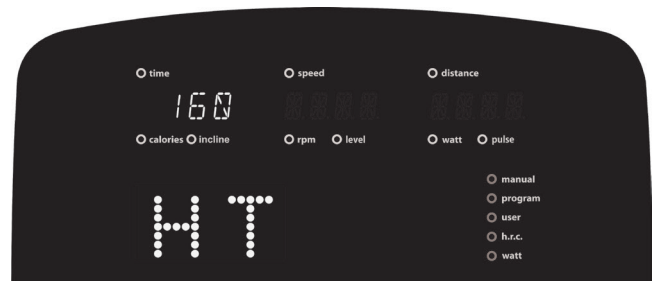 time speed distance
160
calories incline rpm level watt pulse
manual
program
user
h.r.c.
watt
HT